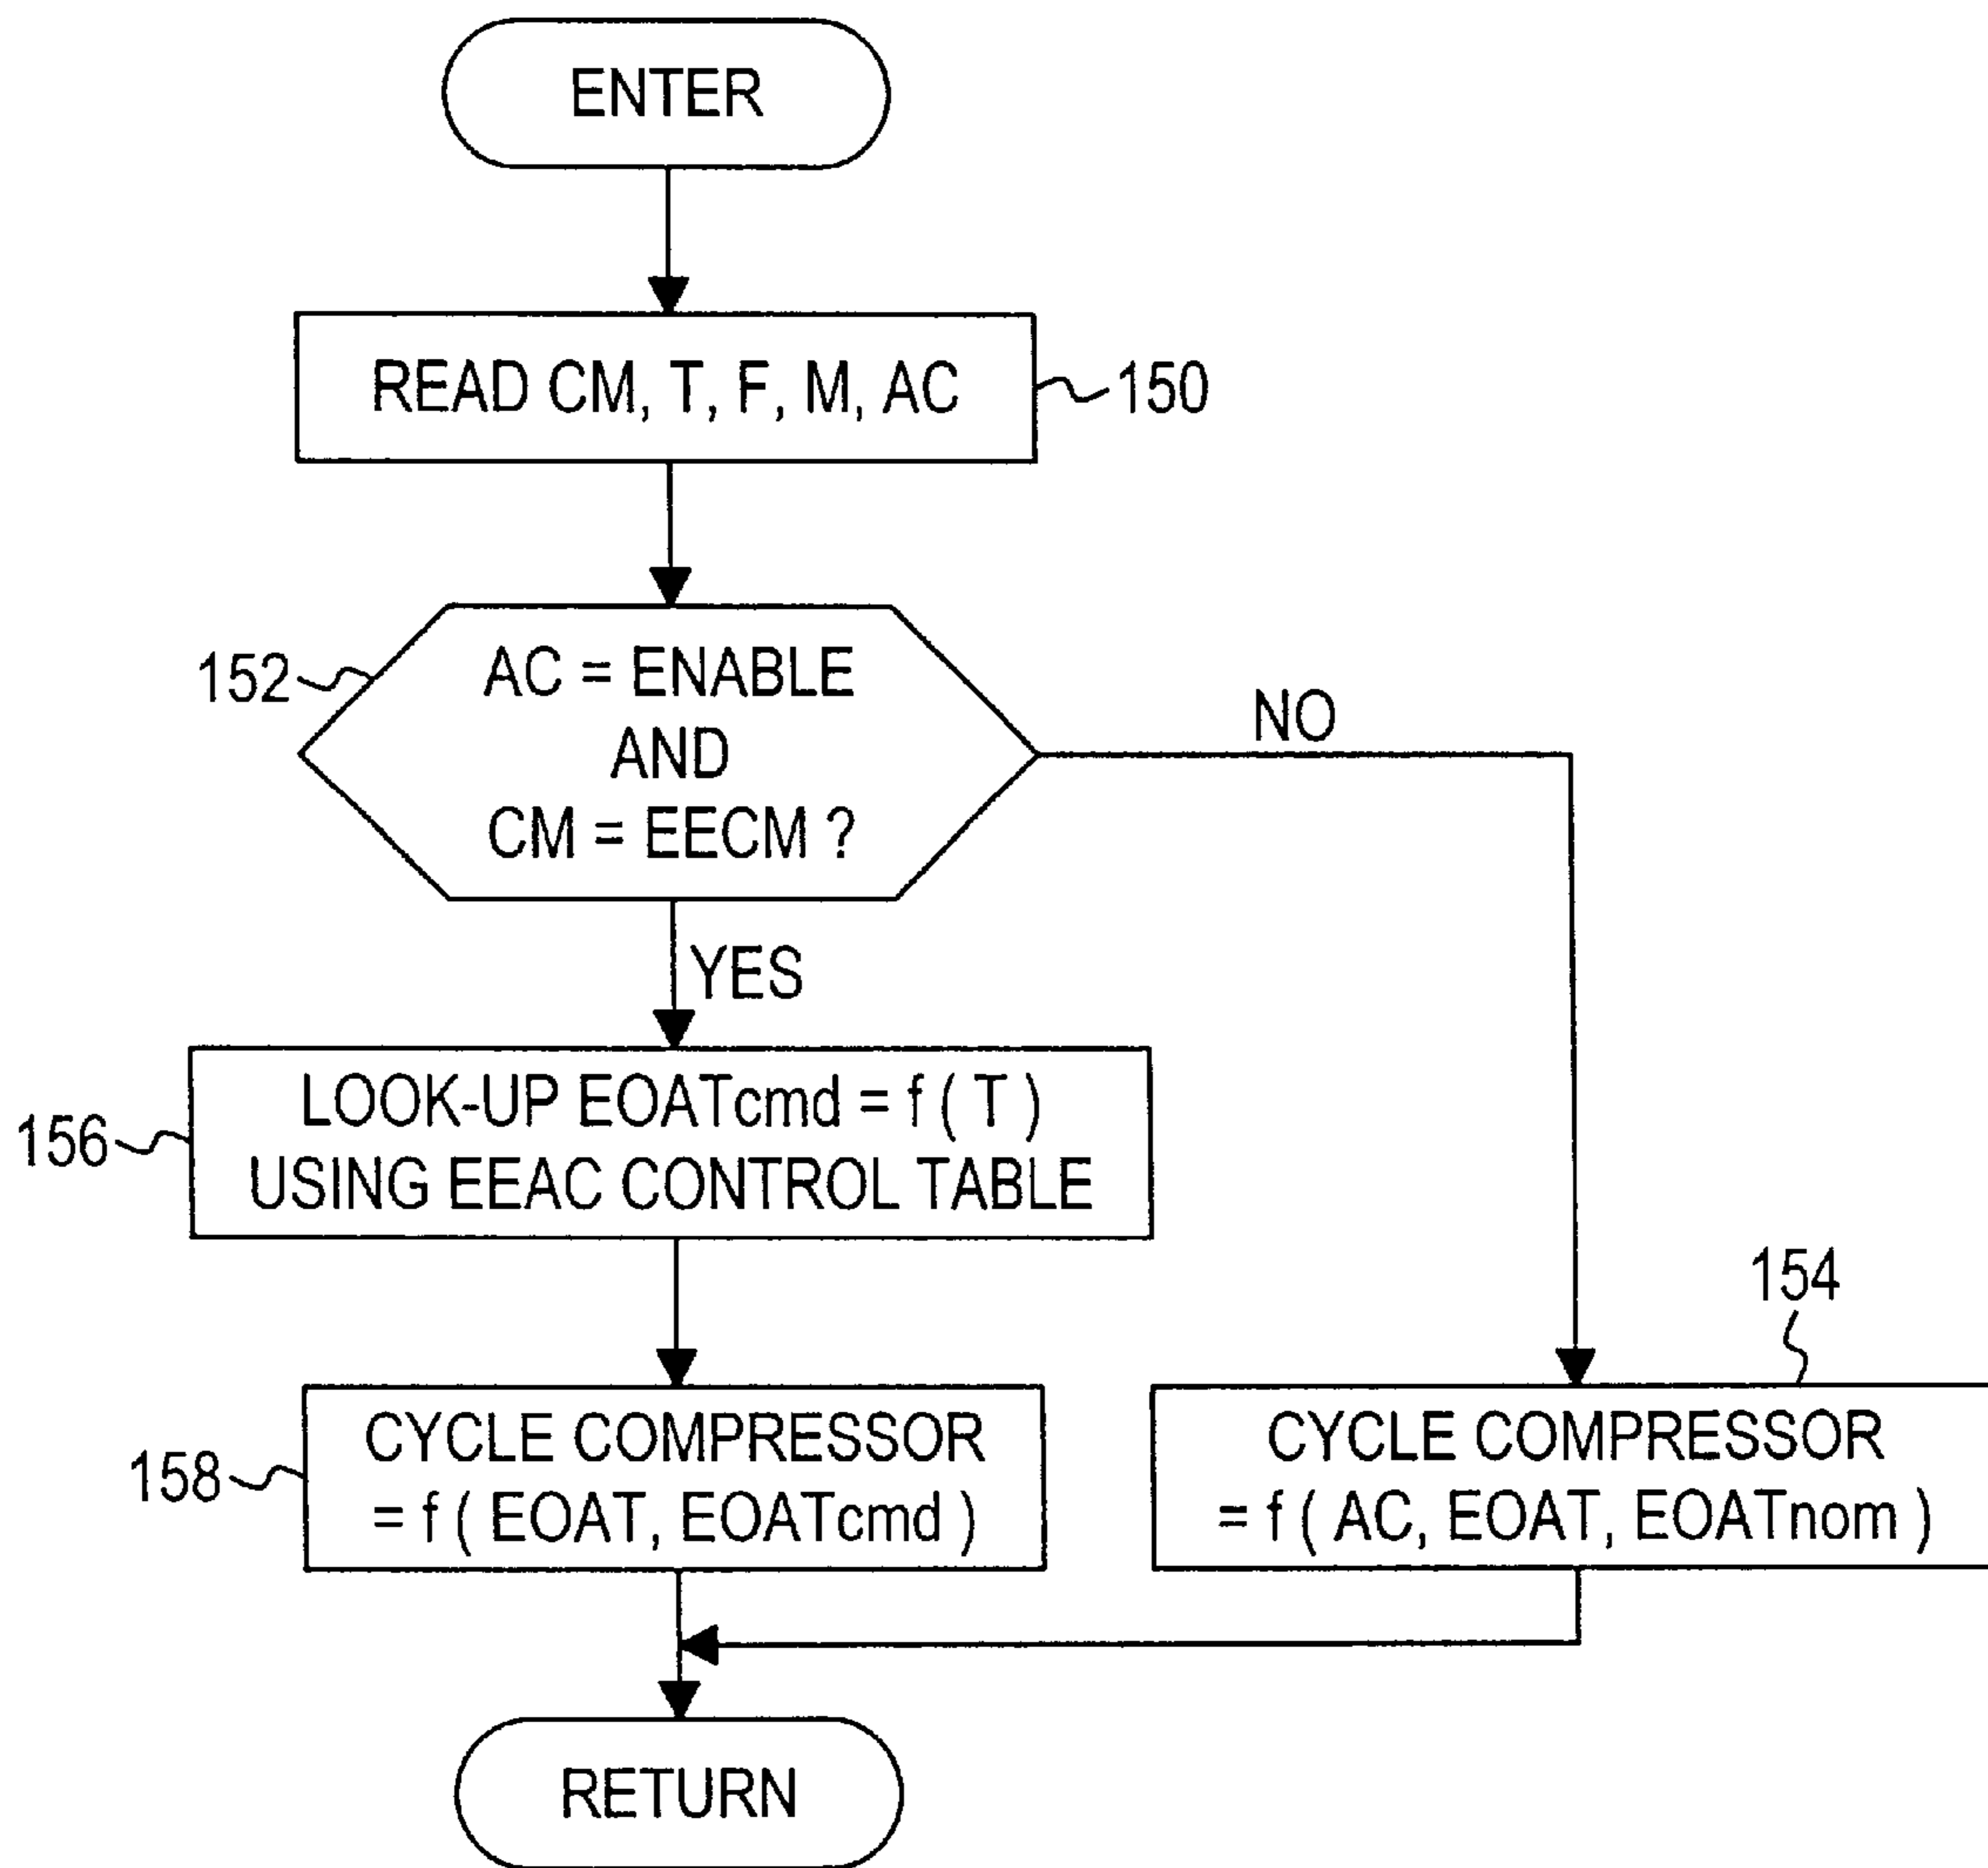 ENTER
READ CM, T, F, M, AC
150
152
AC = ENABLE
AND
CM = EECM ?
NO
YES
156
LOOK-UP EOATcmd = f ( T )
USING EEAC CONTROL TABLE
154
158
CYCLE COMPRESSOR
= f ( EOAT, EOATcmd )
CYCLE COMPRESSOR
= f ( AC, EOAT, EOATnom )
RETURN